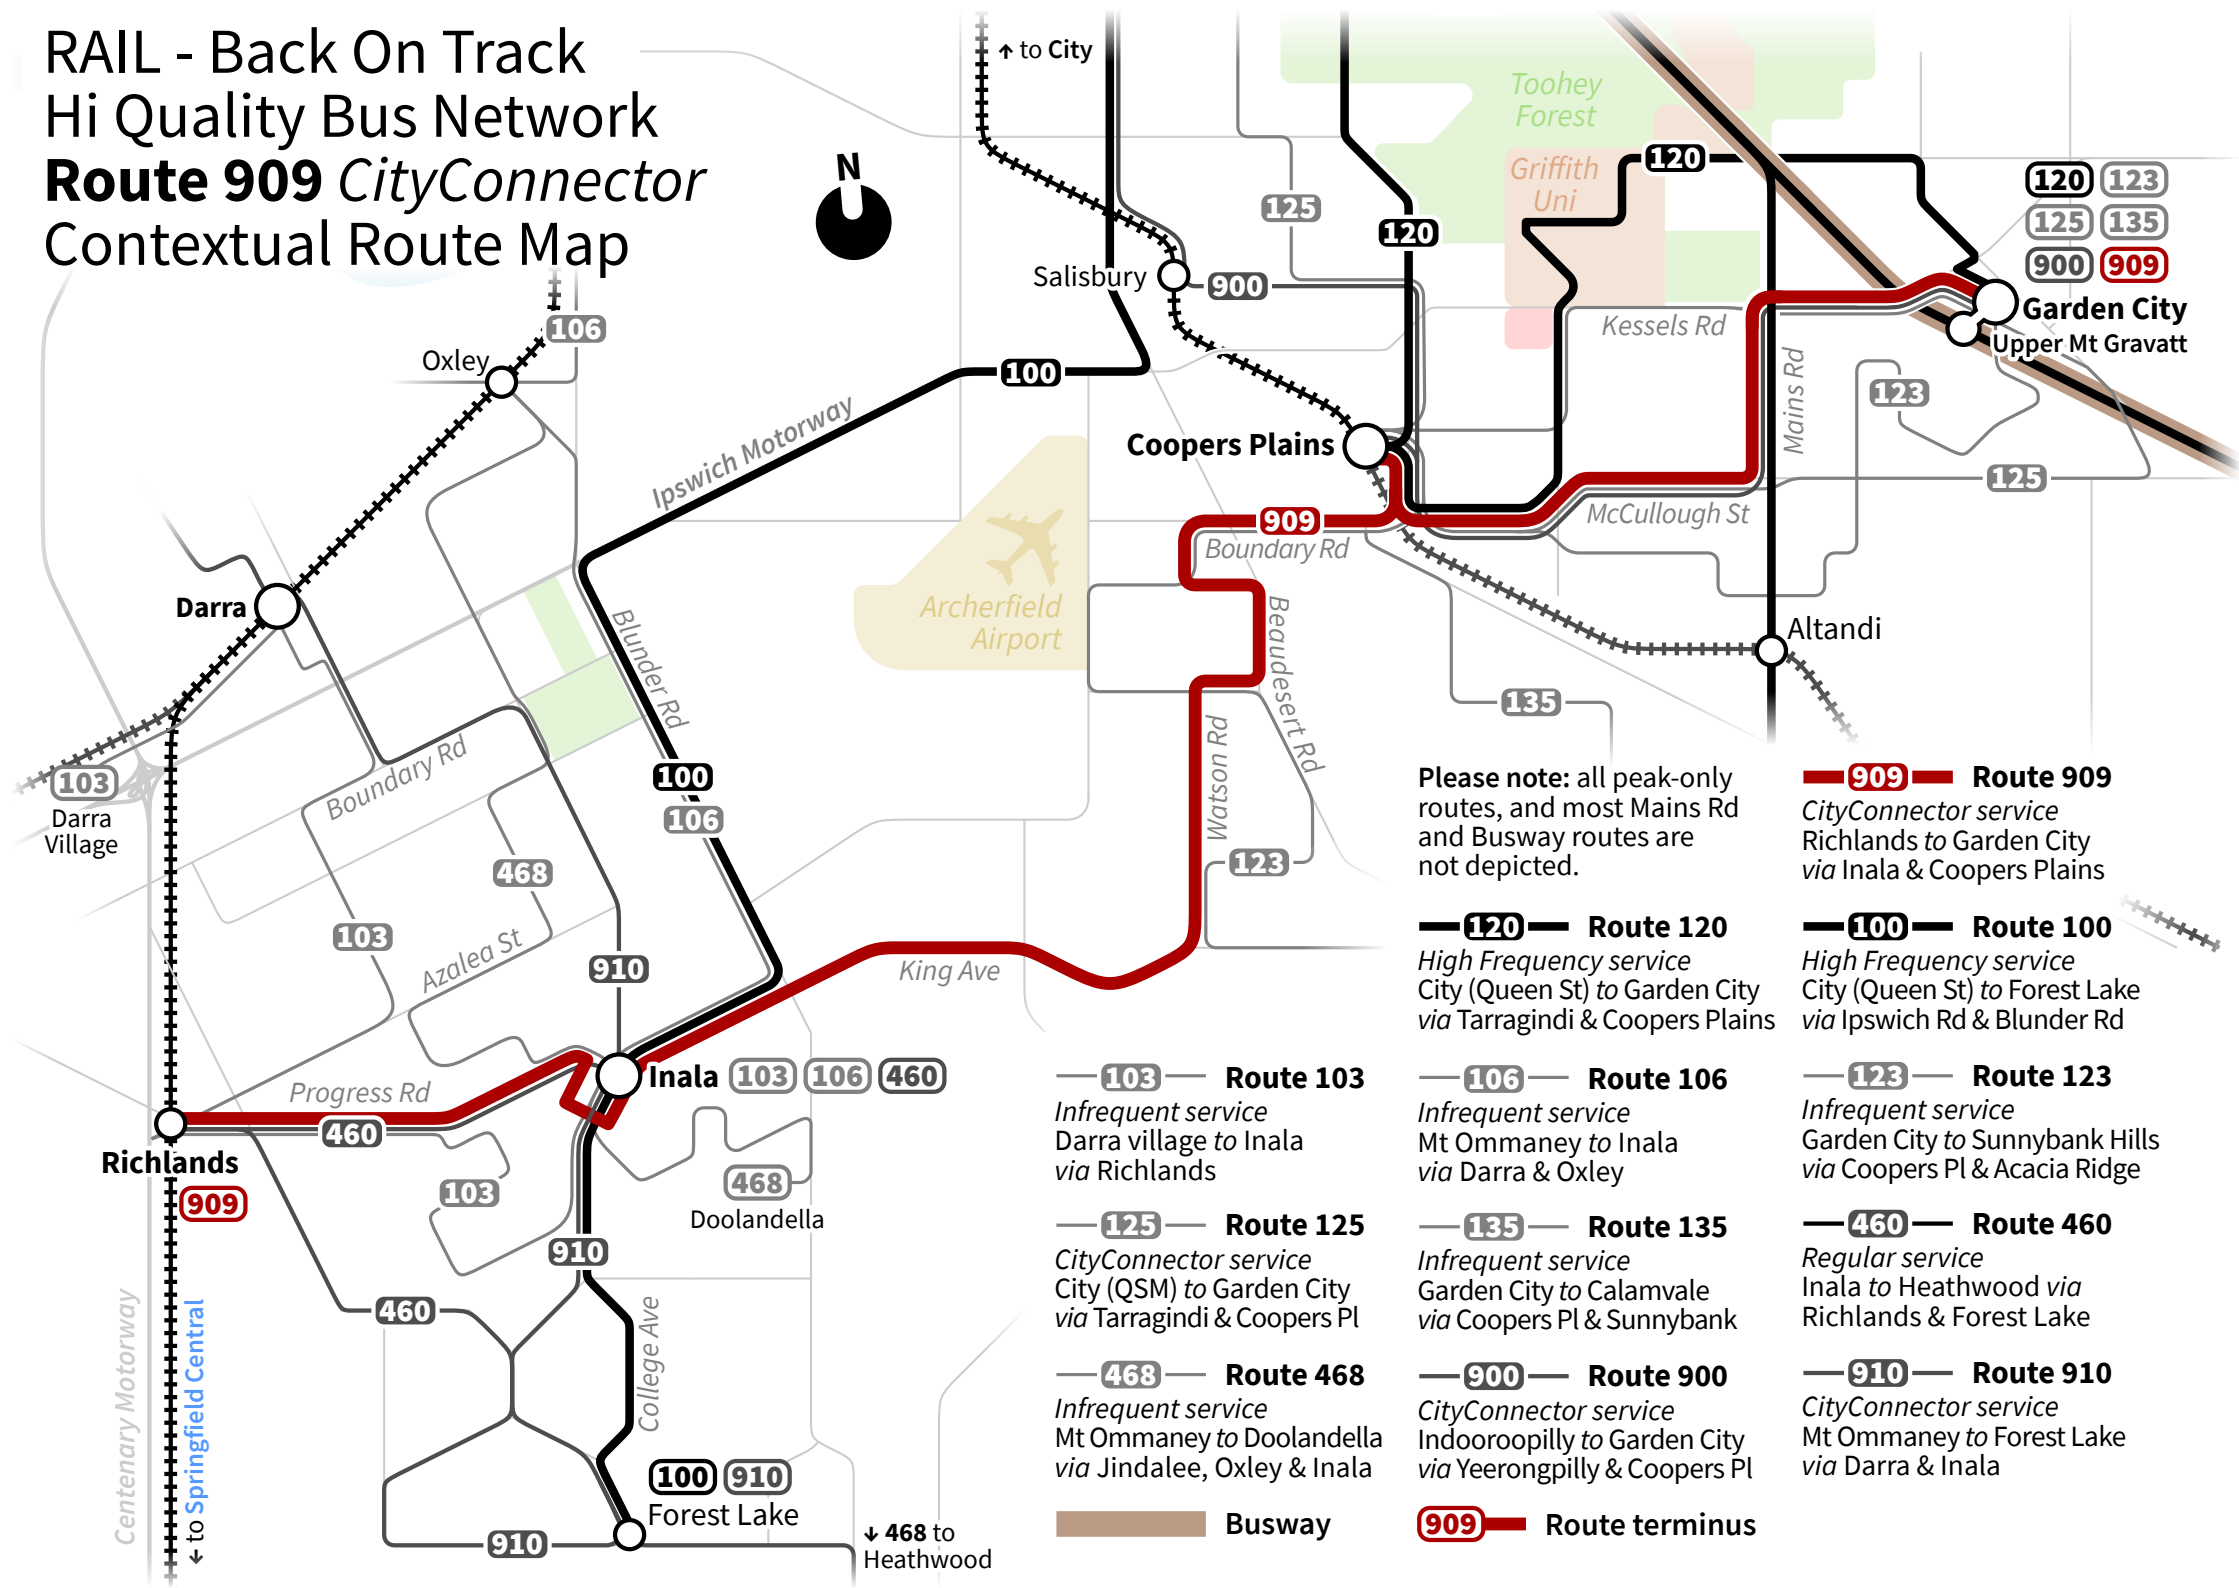 RAIL - Back On Track
Hi Quality Bus Network
Route 909 CityConnector
Contextual Route Map
N
↑ to City
Toohey
Forest
Griffith
Uni
120
120
125
120 123
125 135
900 909
Salisbury
900
Garden City
Upper Mt Gravatt
Kessels Rd
Mains Rd
106
Oxley
100
123
Ipswich Motorway
Coopers Plains
125
909
Boundary Rd
McCullough St
Archerfield
Airport
Beaudesert Rd
Darra
Blunder Rd
Altandi
135
Boundary Rd
Watson Rd
100
106
103
Darra
Village
468
123
103
Azalea St
910
King Ave
Inala 103 106 460
Progress Rd
460
Richlands
909
103
468
Doolandella
910
460
Centenary Motorway
← to Springfield Central
College Ave
100 910
Forest Lake
910
↓ 468 to
Heathwood
Please note: all peak-only
routes, and most Mains Rd
and Busway routes are
not depicted.
909 Route 909
CityConnector service
Richlands to Garden City
via Inala & Coopers Plains
120 Route 120
High Frequency service
City (Queen St) to Garden City
via Tarragindi & Coopers Plains
100 Route 100
High Frequency service
City (Queen St) to Forest Lake
via Ipswich Rd & Blunder Rd
103 Route 103
Infrequent service
Darra village to Inala
via Richlands
106 Route 106
Infrequent service
Mt Ommaney to Inala
via Darra & Oxley
123 Route 123
Infrequent service
Garden City to Sunnybank Hills
via Coopers Pl & Acacia Ridge
125 Route 125
CityConnector service
City (QSM) to Garden City
via Tarragindi & Coopers Pl
135 Route 135
Infrequent service
Garden City to Calamvale
via Coopers Pl & Sunnybank
460 Route 460
Regular service
Inala to Heathwood via
Richlands & Forest Lake
468 Route 468
Infrequent service
Mt Ommaney to Doolandella
via Jindalee, Oxley & Inala
900 Route 900
CityConnector service
Indooroopilly to Garden City
via Yeerongpilly & Coopers Pl
910 Route 910
CityConnector service
Mt Ommaney to Forest Lake
via Darra & Inala
Busway
909 Route terminus